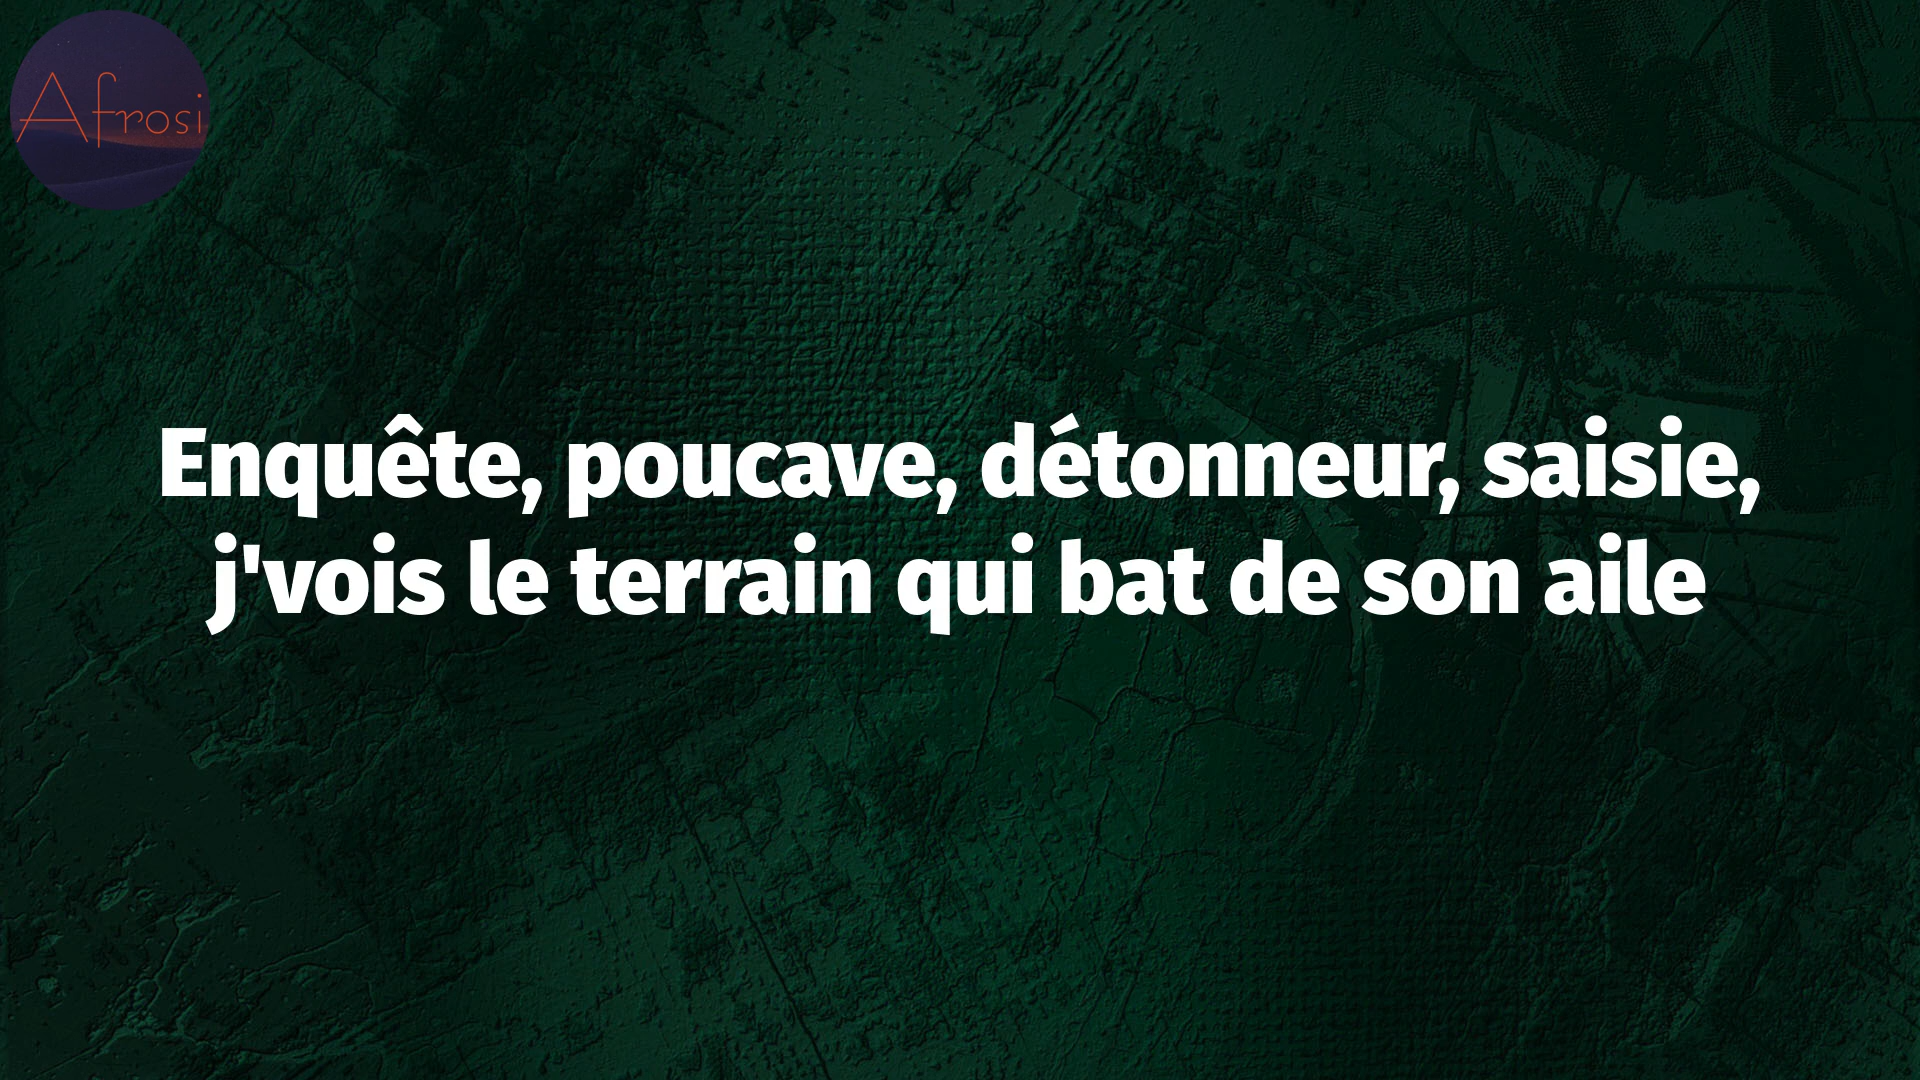 Afrosi
Enquête, poucave, détonneur, saisie,
j'vois le terrain qui bat de son aile